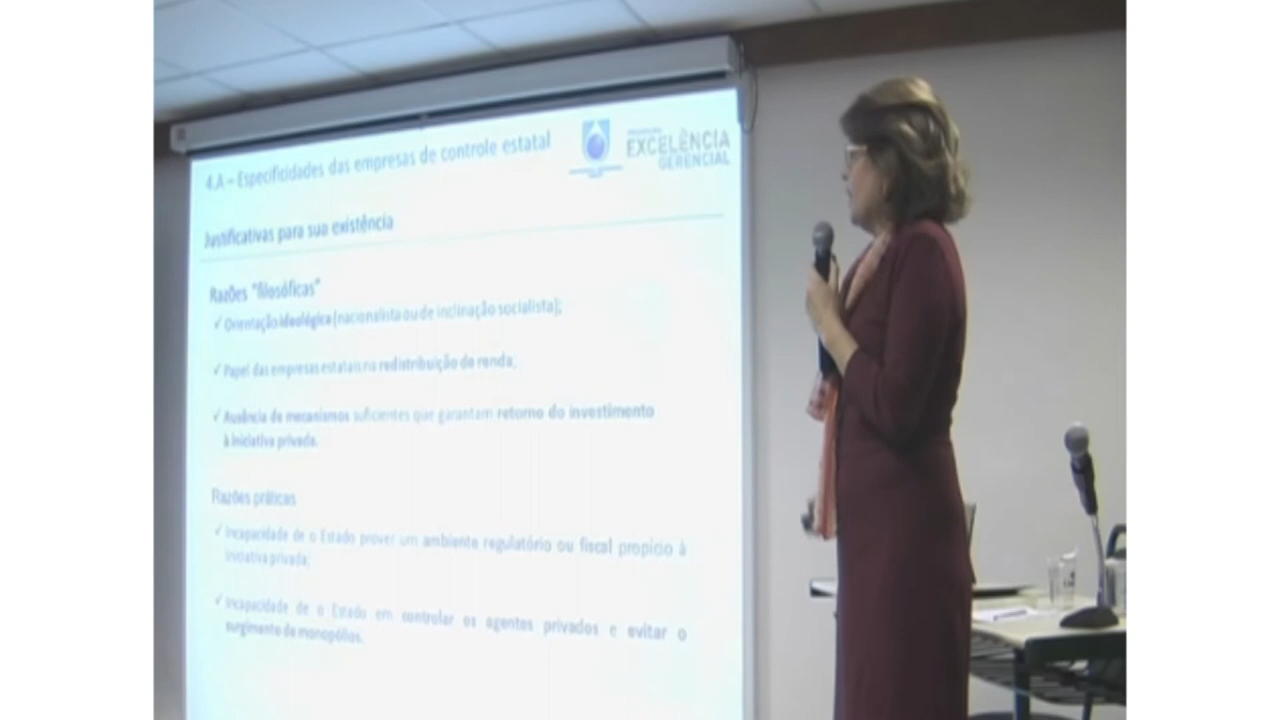 4.A – Especificidades das empresas de controle estatal
EXCELÊNCIA
GERENCIAL
Justificativas para sua existência
Razões "filosóficas"
✓ Orientação ideológica (nacionalista ou de inclinação socialista);
✓ Papel das empresas estatais na redistribuição de renda;
✓ Ausência de mecanismos suficientes que garantam retorno do investimento
à iniciativa privada.
Razões práticas
✓ Incapacidade de o Estado prover um ambiente regulatório ou fiscal propício à
iniciativa privada;
✓ Incapacidade de o Estado em controlar os agentes privados e evitar o
surgimento de monopólios.